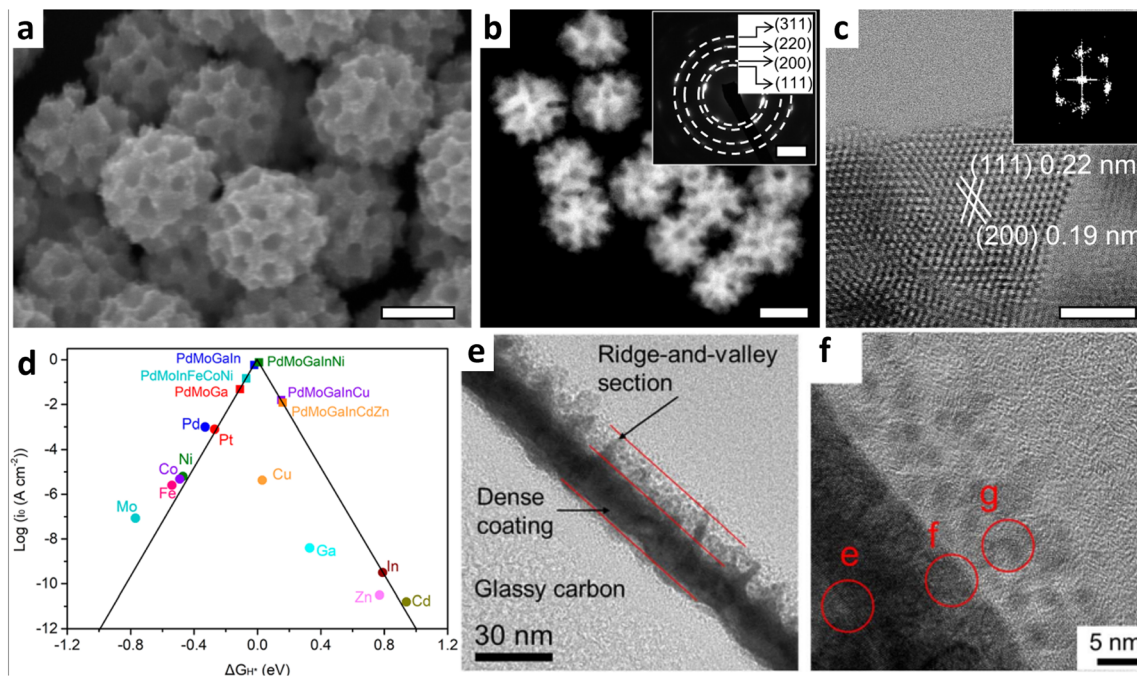 a
b
(311)
(220)
(200)
(111)
c
(111) 0.22 nm
(200) 0.19 nm
d
Log (i₀ (A cm⁻²))
0
-2
-4
-6
-8
-10
-12
PdMoGaIn
PdMoGaInNi
PdMoInFeCoNi
PdMoGa
PdMoGaInCu
PdMoGaInCdZn
Pd
Pt
Ni
Co
Cu
Fe
Mo
Ga
In
Zn
Cd
-1.2 -0.8 -0.4 0.0 0.4 0.8 1.2
ΔG_H* (eV)
e
Ridge-and-valley
section
Dense
coating
Glassy carbon
30 nm
f
g
f
e
5 nm